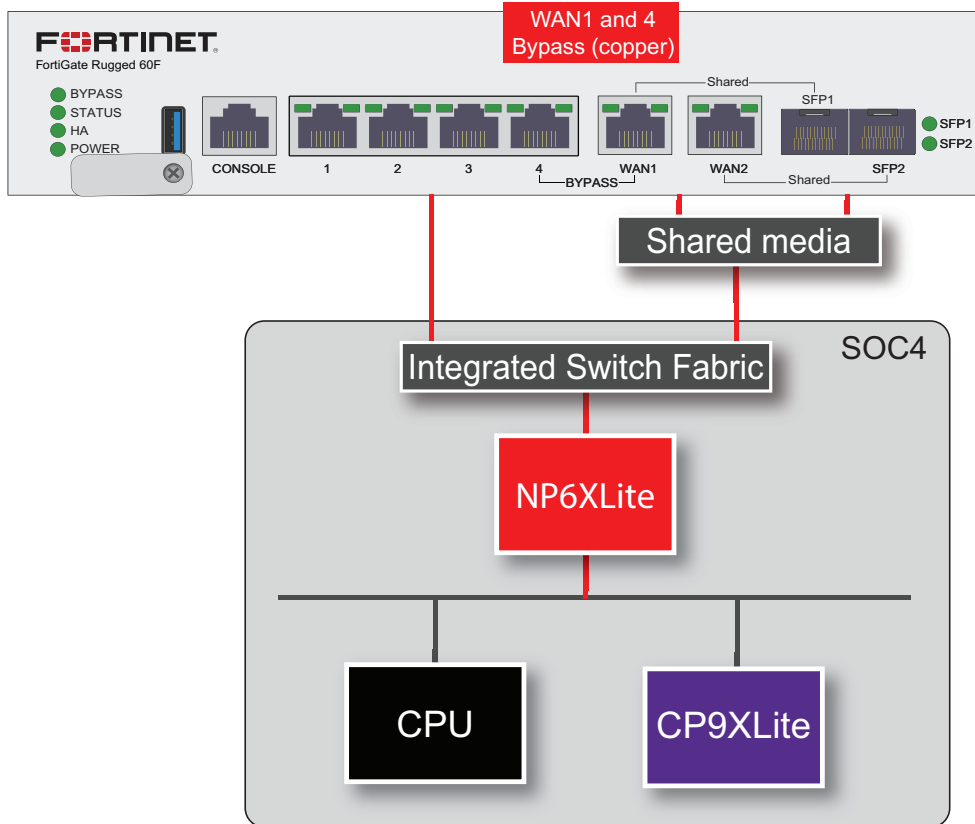 WAN1 and 4
Bypass (copper)
FORTINET
FortiGate Rugged 60F
BYPASS
STATUS
HA
POWER
CONSOLE
1
2
3
4
BYPASS
WAN1
WAN2
Shared
SFP1
Shared
SFP2
SFP1
SFP2
Shared media
SOC4
Integrated Switch Fabric
NP6XLite
CPU
CP9XLite